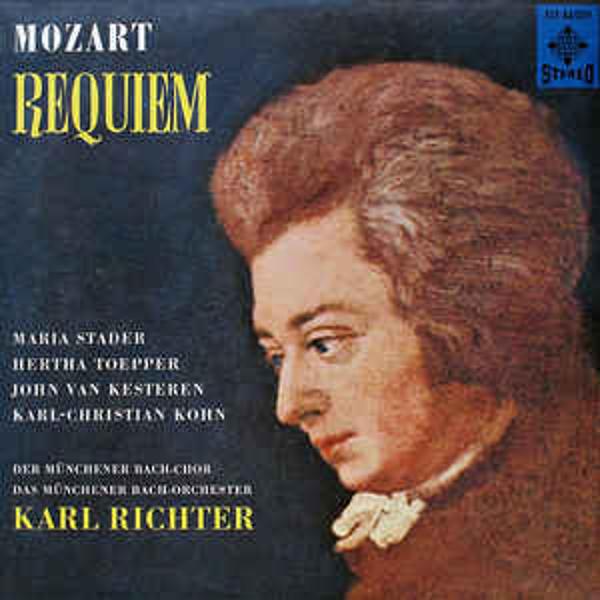 MOZART
REQUIEM
STEREO
MARIA STADER
HERTHA TOEPPER
JOHN VAN KESTEREN
KARL-CHRISTIAN KOHN
DER MÜNCHENER BACH-CHOR
DAS MÜNCHENER BACH-ORCHESTER
KARL RICHTER